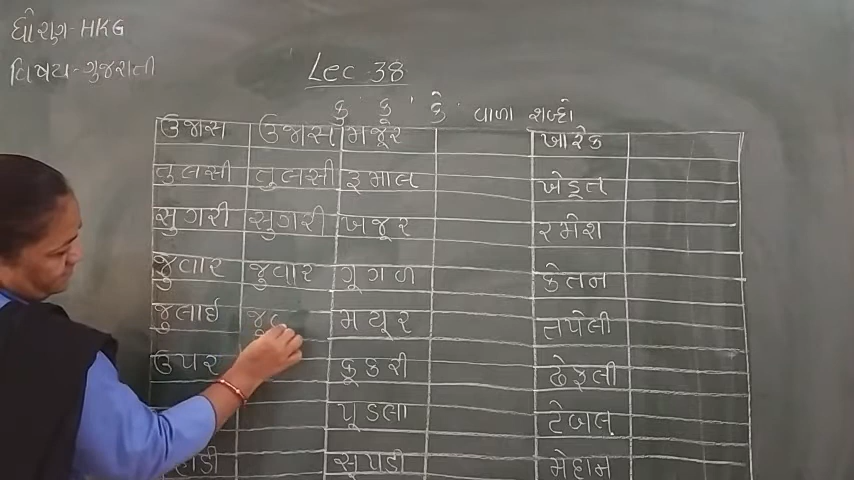 ધોરણ-HKG
વિષય-ગુજરાતી
Lec 38
કુ કૂ કે વાળા શબ્દો
ઉજાસ ઉજાસ મજૂર ખારેક
તુલસી તુલસી રૂમાલ ખેડૂત
સુગરી સુગરી ખજૂર રમેશ
જુવાર જુવાર ગૂગળ કેતન
જુલાઈ જુલ મયૂર તપેલી
ઉપર કૂકરી ઢેફલી
પૂડલા ટેબલ
સૂપડી મેદાન